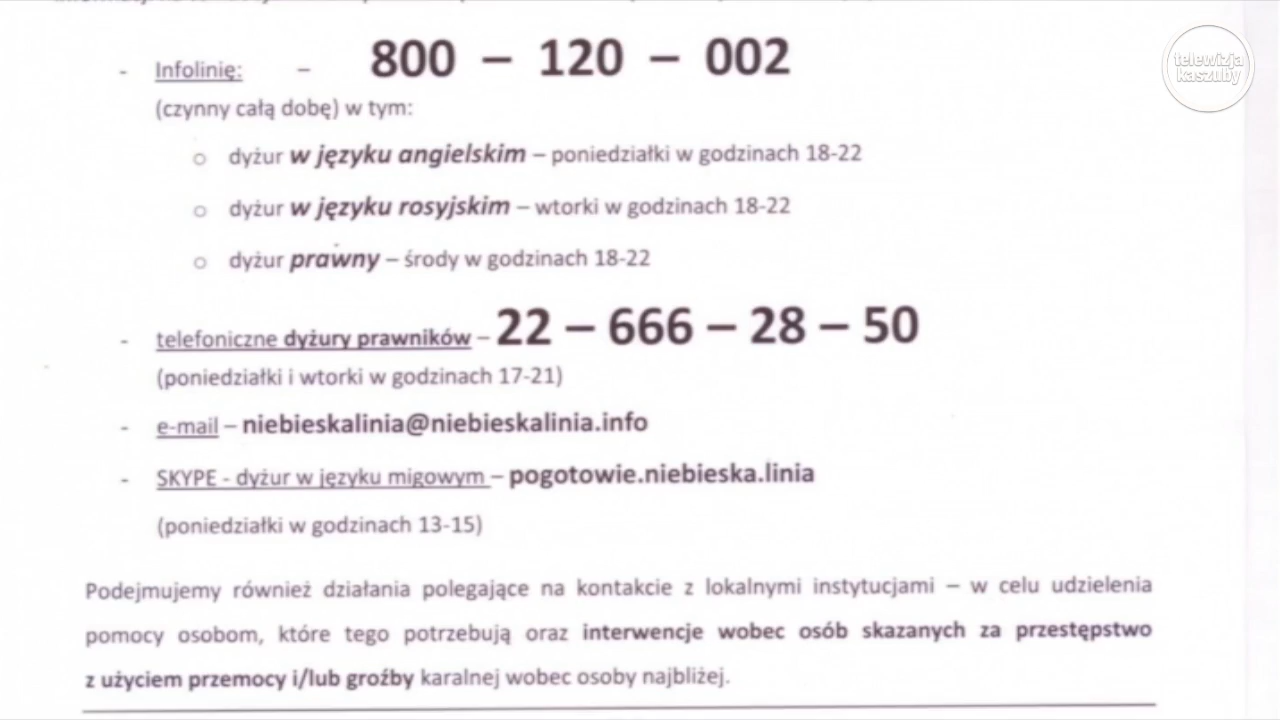 telewizja
kaszuby
- Infolinię: – 800 – 120 – 002
(czynny całą dobę) w tym:
o dyżur w języku angielskim – poniedziałki w godzinach 18-22
o dyżur w języku rosyjskim – wtorki w godzinach 18-22
o dyżur prawny – środy w godzinach 18-22
- telefoniczne dyżury prawników – 22 – 666 – 28 – 50
(poniedziałki i wtorki w godzinach 17-21)
- e-mail – niebieskalinia@niebieskalinia.info
- SKYPE - dyżur w języku migowym – pogotowie.niebieska.linia
(poniedziałki w godzinach 13-15)
Podejmujemy również działania polegające na kontakcie z lokalnymi instytucjami – w celu udzielenia
pomocy osobom, które tego potrzebują oraz interwencje wobec osób skazanych za przestępstwo
z użyciem przemocy i/lub groźby karalnej wobec osoby najbliżej.